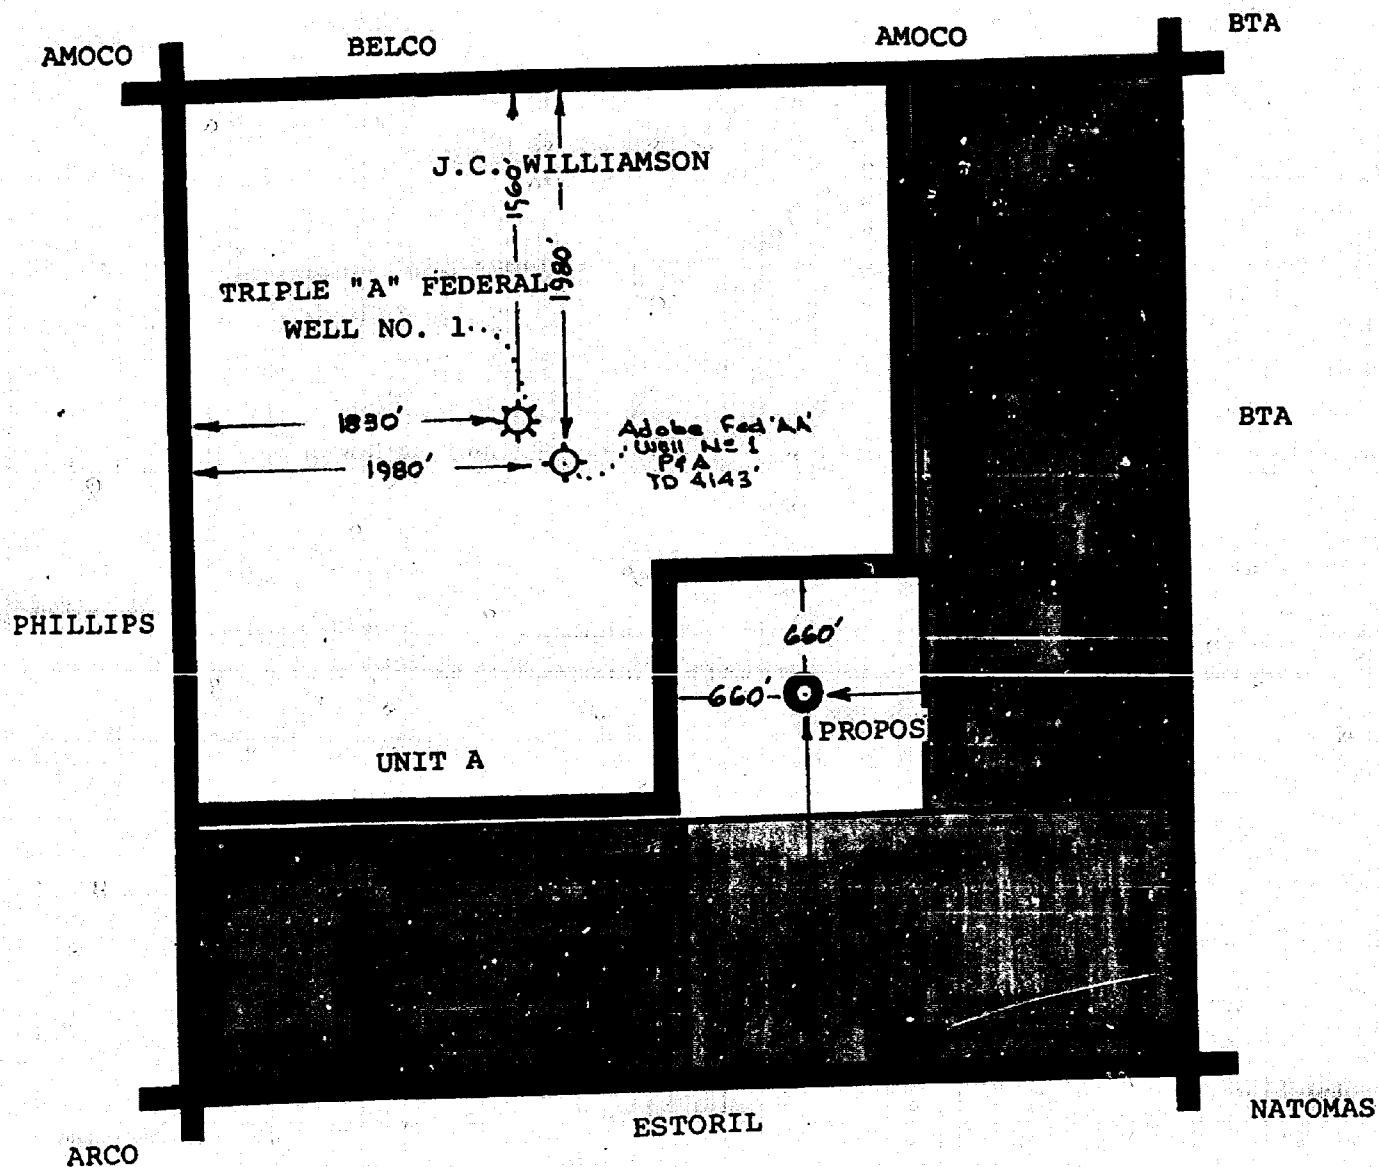 AMOCO
BELCO
AMOCO
BTA
J.C. WILLIAMSON
1560'
1980'
TRIPLE "A" FEDERAL
WELL NO. 1
1830'
1980'
Adobe Fed 'AA'
Well No 1
P&A
TD 4143'
BTA
PHILLIPS
660'
660'
PROPOS
UNIT A
ESTORIL
NATOMAS
ARCO